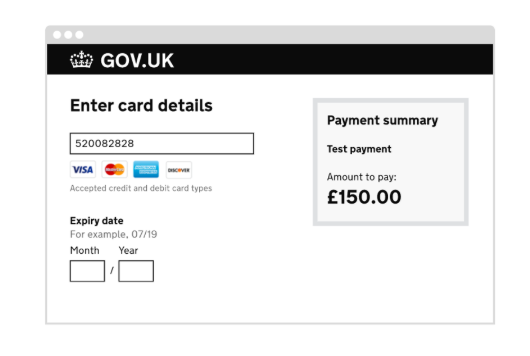 GOV.UK
Enter card details
520082828
VISA DISCOVER
Accepted credit and debit card types
Expiry date
For example, 07/19
Month Year
/
Payment summary
Test payment
Amount to pay:
£150.00